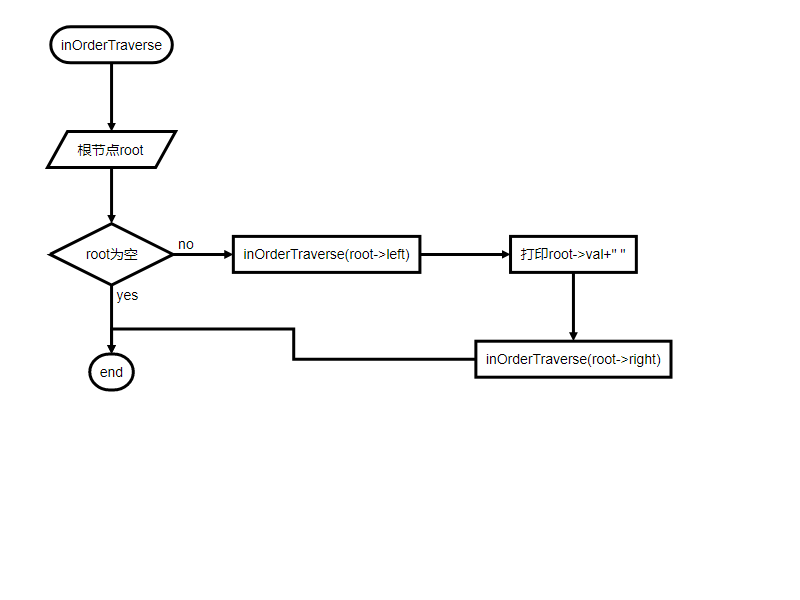 inOrderTraverse
根节点root
root为空
no
inOrderTraverse(root->left)
打印root->val+" "
yes
inOrderTraverse(root->right)
end